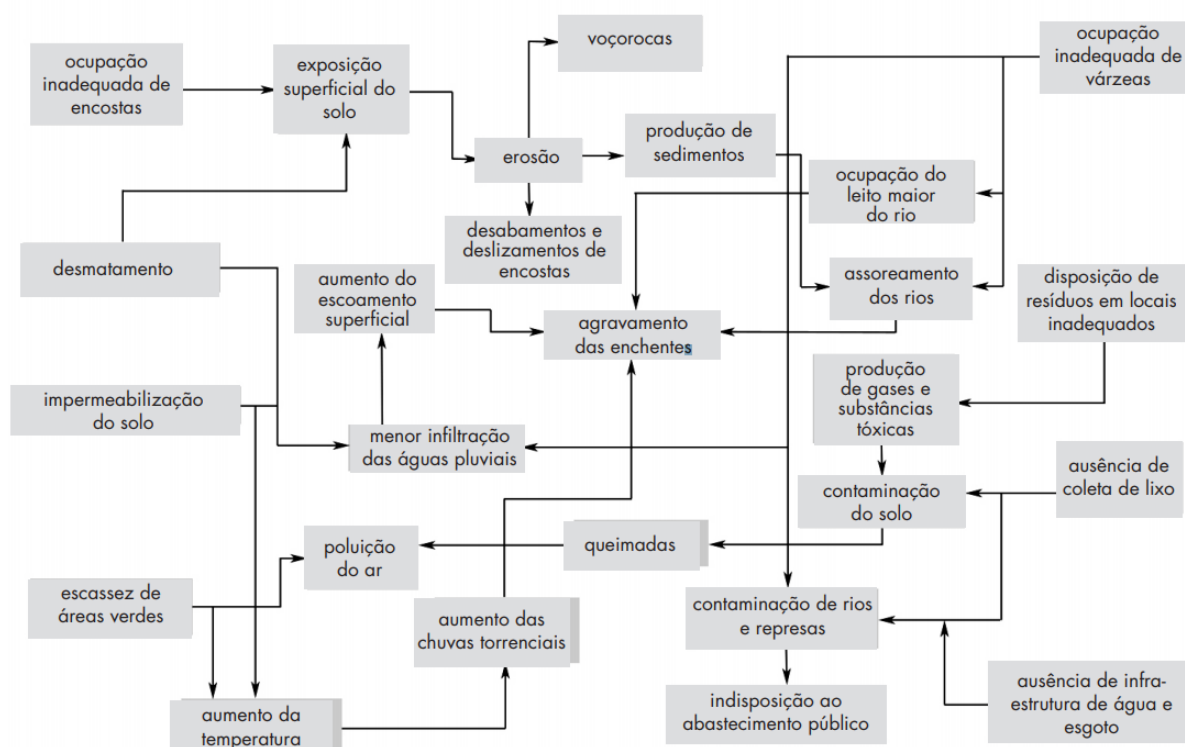 voçorocas
ocupação
inadequada de
encostas
exposição
superficial do
solo
ocupação
inadequada de
várzeas
erosão
produção de
sedimentos
ocupação do
leito maior
do rio
desabamentos e
deslizamentos de
encostas
desmatamento
aumento do
escoamento
superficial
assoreamento
dos rios
disposição de
resíduos em locais
inadequados
agravamento
das enchentes
produção
de gases e
substâncias
tóxicas
impermeabilização
do solo
menor infiltração
das águas pluviais
ausência de
coleta de lixo
contaminação
do solo
poluição
do ar
queimadas
escassez de
áreas verdes
aumento das
chuvas torrenciais
contaminação de rios
e represas
aumento da
temperatura
indisposição ao
abastecimento público
ausência de infra-
estrutura de água e
esgoto